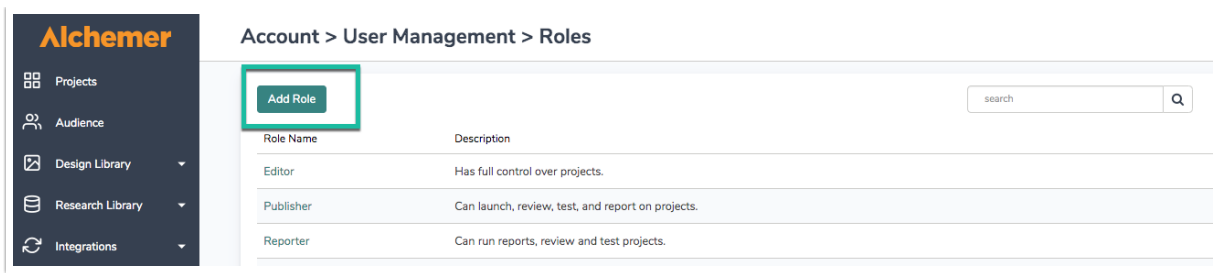 Alchemer
Account > User Management > Roles
Projects
Audience
Design Library
Research Library
Integrations
Add Role
search
Role Name Description
Editor Has full control over projects.
Publisher Can launch, review, test, and report on projects.
Reporter Can run reports, review and test projects.